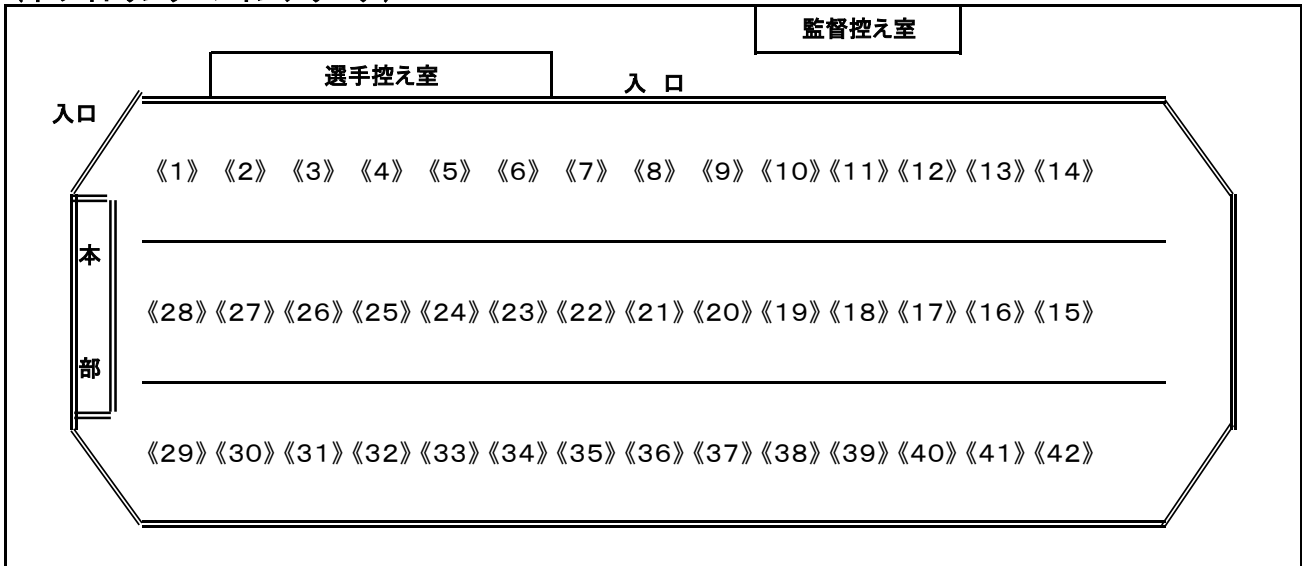 監督控え室
選手控え室
入 口
入口
《1》 《2》 《3》 《4》 《5》 《6》 《7》 《8》 《9》 《10》 《11》 《12》 《13》 《14》
本
《28》 《27》 《26》 《25》 《24》 《23》 《22》 《21》 《20》 《19》 《18》 《17》 《16》 《15》
部
《29》 《30》 《31》 《32》 《33》 《34》 《35》 《36》 《37》 《38》 《39》 《40》 《41》 《42》